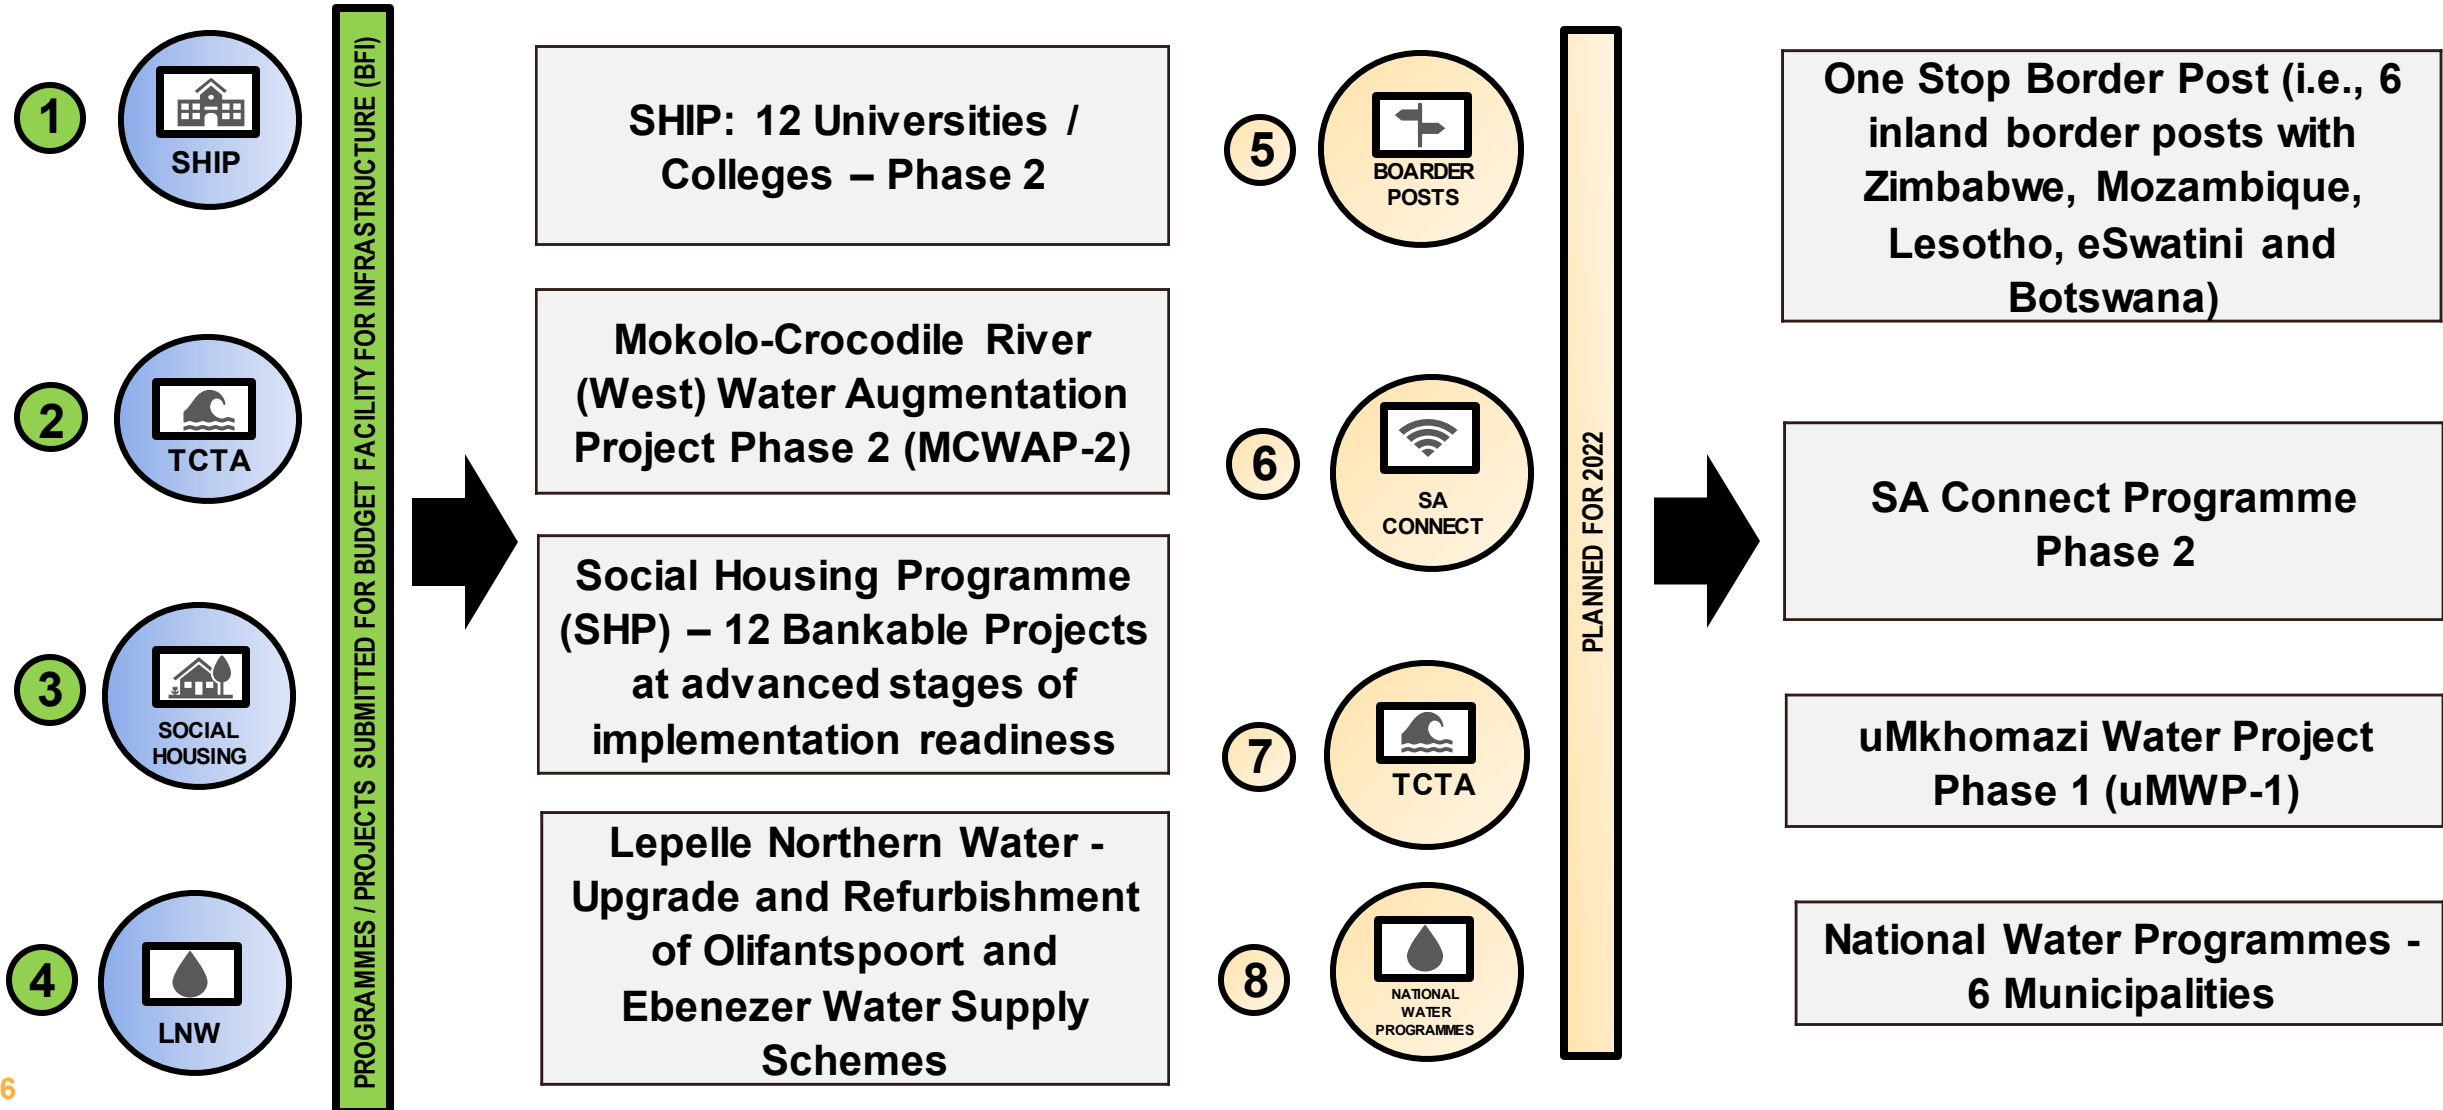 1
SHIP
2
TCTA
3
SOCIAL
HOUSING
4
LNW
PROGRAMMES / PROJECTS SUBMITTED FOR BUDGET FACILITY FOR INFRASTRUCTURE (BFI)
SHIP: 12 Universities /
Colleges – Phase 2
Mokolo-Crocodile River
(West) Water Augmentation
Project Phase 2 (MCWAP-2)
Social Housing Programme
(SHP) – 12 Bankable Projects
at advanced stages of
implementation readiness
Lepelle Northern Water -
Upgrade and Refurbishment
of Olifantspoort and
Ebenezer Water Supply
Schemes
5
BOARDER
POSTS
6
SA
CONNECT
7
TCTA
8
NATIONAL
WATER
PROGRAMMES
PLANNED FOR 2022
One Stop Border Post (i.e., 6
inland border posts with
Zimbabwe, Mozambique,
Lesotho, eSwatini and
Botswana)
SA Connect Programme
Phase 2
uMkhomazi Water Project
Phase 1 (uMWP-1)
National Water Programmes -
6 Municipalities
6